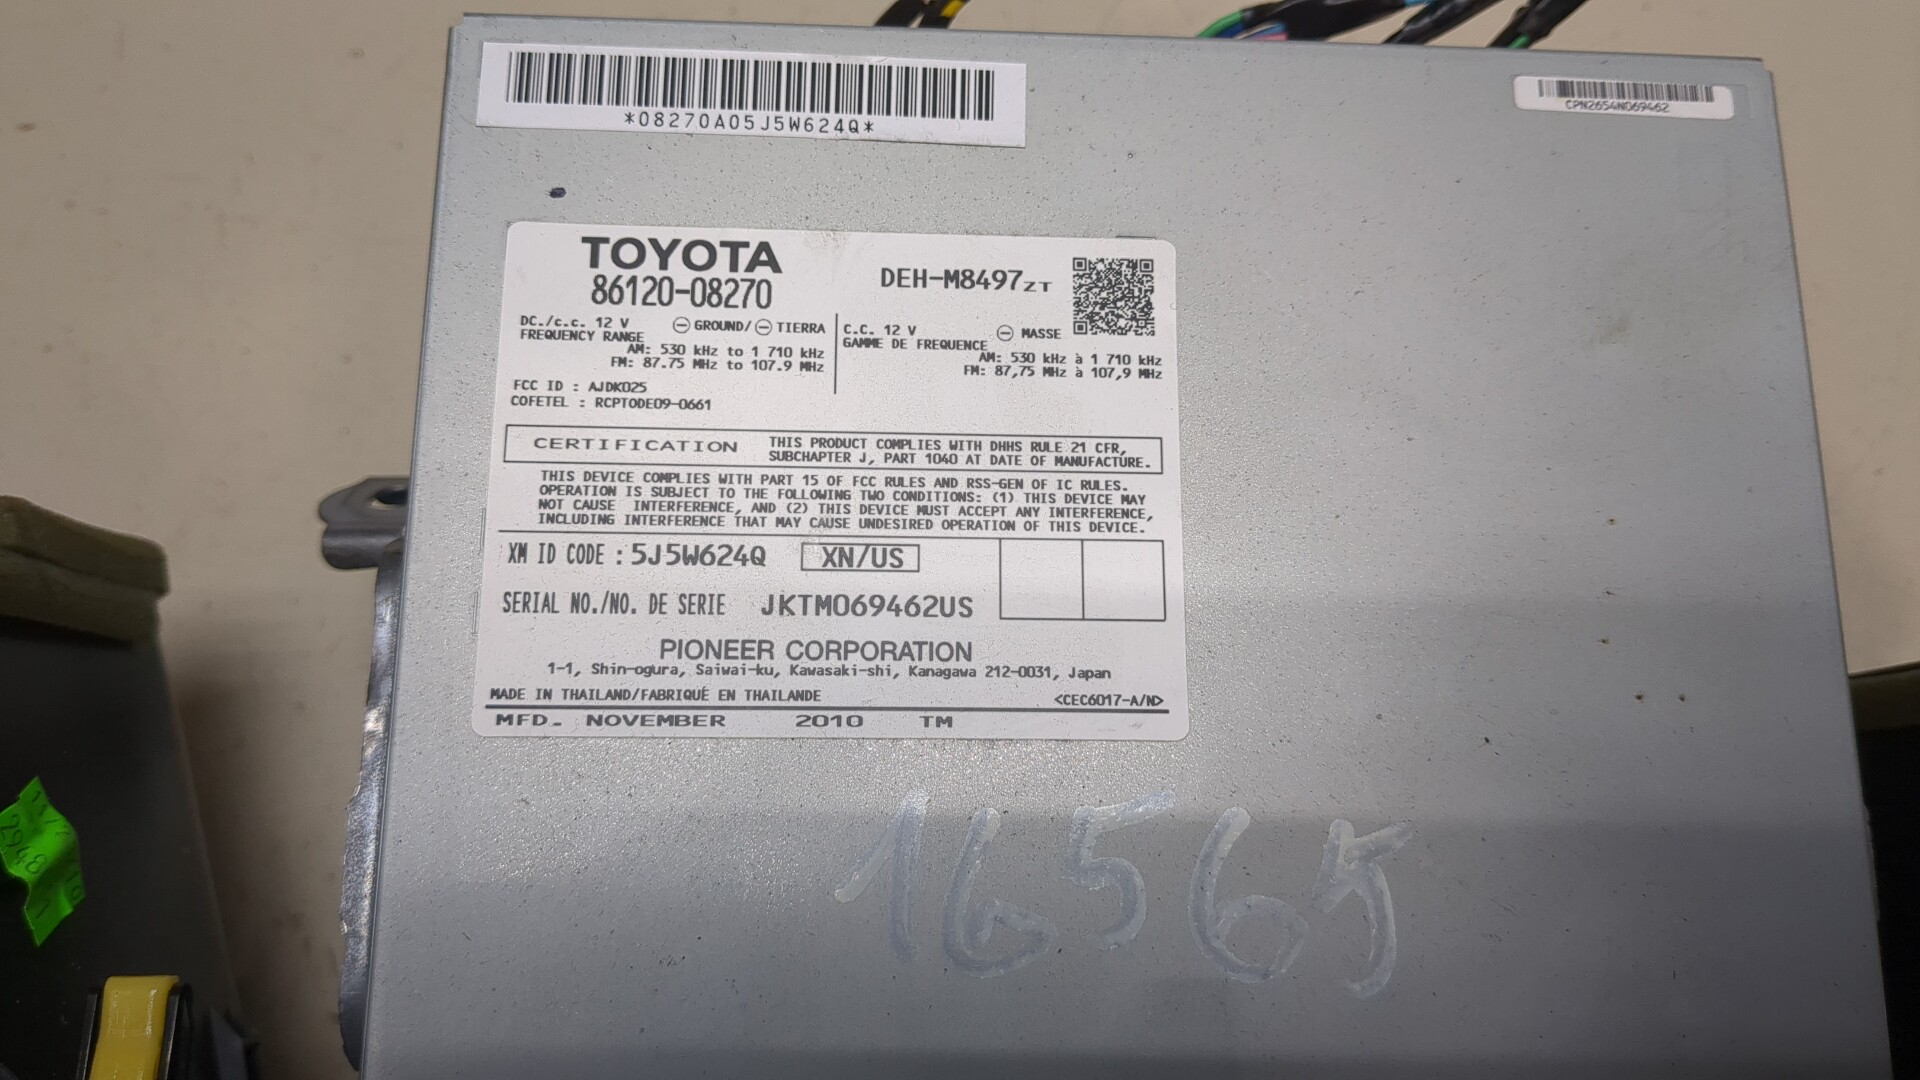 *08270A05J5W624Q*
CPN2654N069462
TOYOTA
86120-08270
DEH-M8497ZT
DC./c.c. 12 V ⊖ GROUND/⊖ TIERRA
FREQUENCY RANGE
AM: 530 kHz to 1 710 kHz
FM: 87.75 MHz to 107.9 MHz
C.C. 12 V ⊖ MASSE
GAMME DE FREQUENCE
AM: 530 kHz à 1 710 kHz
FM: 87,75 MHz à 107,9 MHz
FCC ID : AJDK025
COFETEL : RCPTODE09-0661
CERTIFICATION
THIS PRODUCT COMPLIES WITH DHHS RULE 21 CFR,
SUBCHAPTER J, PART 1040 AT DATE OF MANUFACTURE.
THIS DEVICE COMPLIES WITH PART 15 OF FCC RULES AND RSS-GEN OF IC RULES.
OPERATION IS SUBJECT TO THE FOLLOWING TWO CONDITIONS: (1) THIS DEVICE MAY
NOT CAUSE INTERFERENCE, AND (2) THIS DEVICE MUST ACCEPT ANY INTERFERENCE,
INCLUDING INTERFERENCE THAT MAY CAUSE UNDESIRED OPERATION OF THIS DEVICE.
XM ID CODE : 5J5W624Q XN/US
SERIAL NO./NO. DE SERIE JKTM069462US
PIONEER CORPORATION
1-1, Shin-ogura, Saiwai-ku, Kawasaki-shi, Kanagawa 212-0031, Japan
MADE IN THAILAND/FABRIQUÉ EN THAILANDE <CEC6017-A/N>
MFD. NOVEMBER 2010 TM
16565